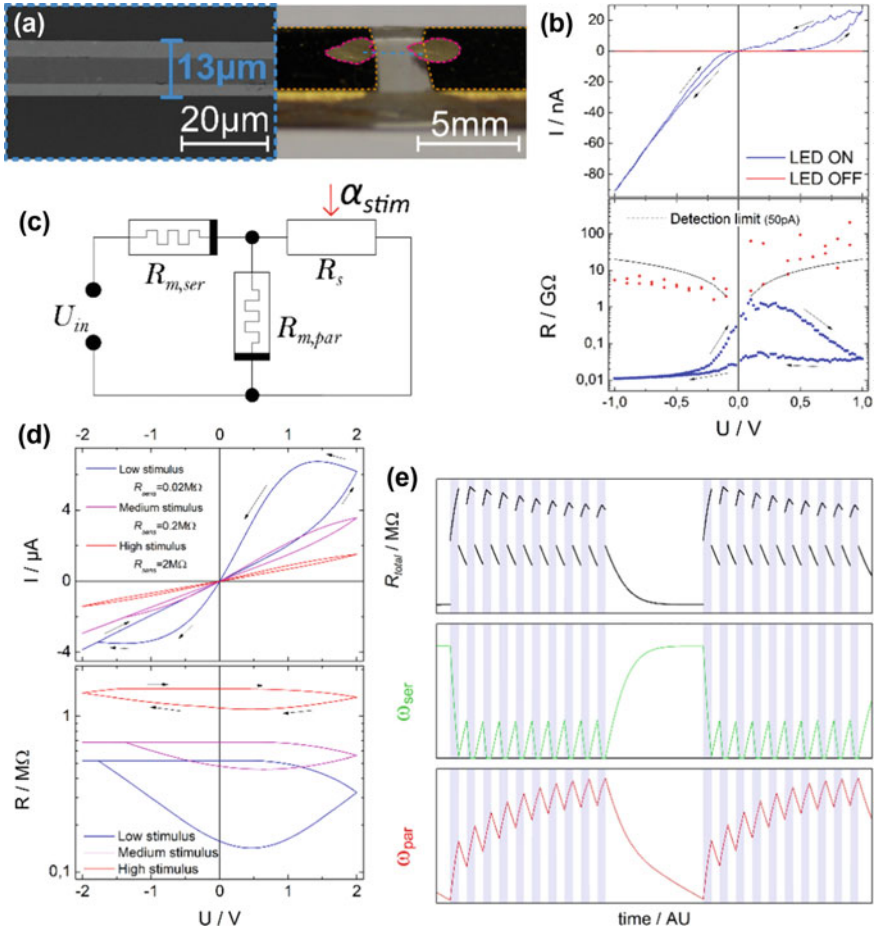 (a)
13μm
20μm
5mm
(b)
I / nA
20
0
-20
-40
-60
-80
LED ON
LED OFF
Detection limit (50pA)
R / GΩ
100
10
1
0,1
0,01
-1,0 -0,5 0,0 0,5 1,0
U / V
(c)
α_stim
R_m,ser
R_s
U_in
R_m,par
(d)
-2 -1 0 1 2
I / μA
4
0
-4
Low stimulus
R_sens=0.02MΩ
Medium stimulus
R_sens=0.2MΩ
High stimulus
R_sens=2MΩ
R / MΩ
1
0,1
Low stimulus
Medium stimulus
High stimulus
-2 -1 0 1 2
U / V
(e)
R_total / MΩ
ω_ser
ω_par
time / AU